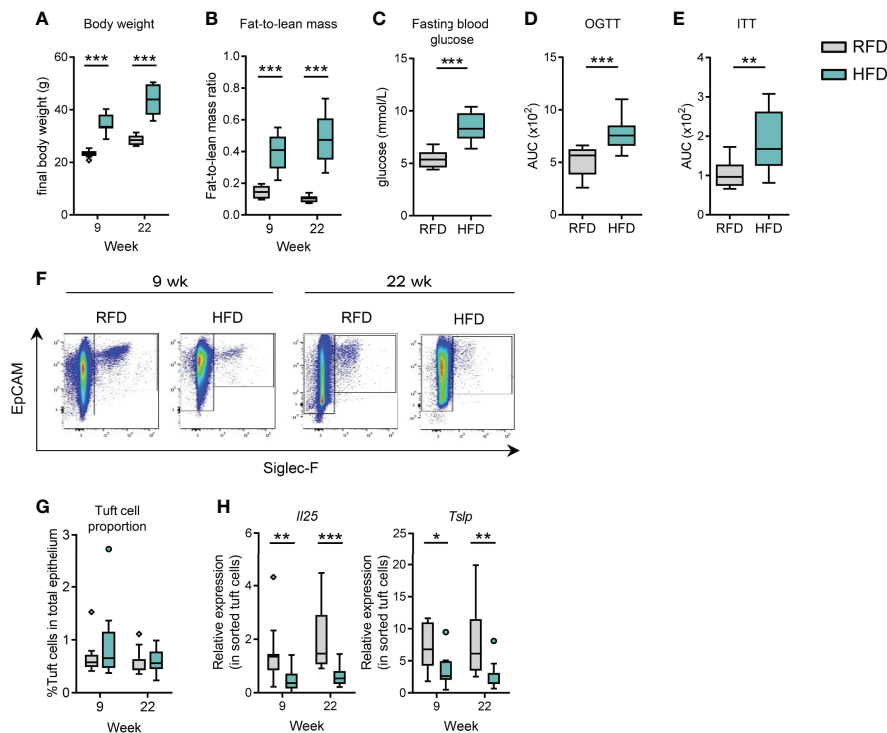 A Body weight
final body weight (g)
60
40
20
0
***
***
9 22
Week
B Fat-to-lean mass
Fat-to-lean mass ratio
1.0
0.8
0.6
0.4
0.2
0.0
***
***
9 22
Week
C Fasting blood
glucose
glucose (mmol/L)
15
10
5
0
***
RFD HFD
D OGTT
AUC (x10²)
15
10
5
0
***
RFD HFD
E ITT
AUC (x10²)
4
3
2
1
0
**
RFD HFD
RFD
HFD
F
9 wk 22 wk
RFD HFD RFD HFD
EpCAM
Siglec-F
G Tuft cell
proportion
%Tuft cells in total epithelium
3
2
1
0
9 22
Week
H Il25
Relative expression
(in sorted tuft cells)
6
4
2
0
**
***
9 22
Week
Tslp
Relative expression
(in sorted tuft cells)
25
20
15
10
5
0
*
**
9 22
Week